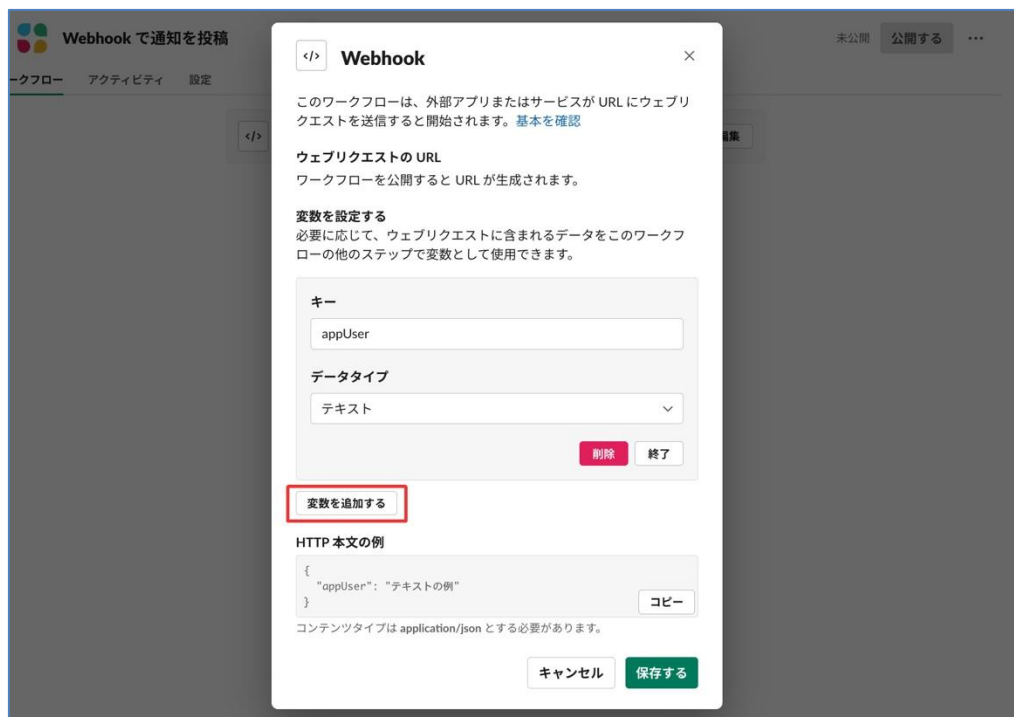 Webhook で通知を投稿
未公開 公開する
ークフロー アクティビティ 設定
編集
</> Webhook
このワークフローは、外部アプリまたはサービスが URL にウェブリ
クエストを送信すると開始されます。基本を確認
ウェブリクエストの URL
ワークフローを公開すると URL が生成されます。
変数を設定する
必要に応じて、ウェブリクエストに含まれるデータをこのワークフ
ローの他のステップで変数として使用できます。
キー
appUser
データタイプ
テキスト
削除 終了
変数を追加する
HTTP 本文の例
{
"appUser": "テキストの例"
}
コピー
コンテンツタイプは application/json とする必要があります。
キャンセル 保存する